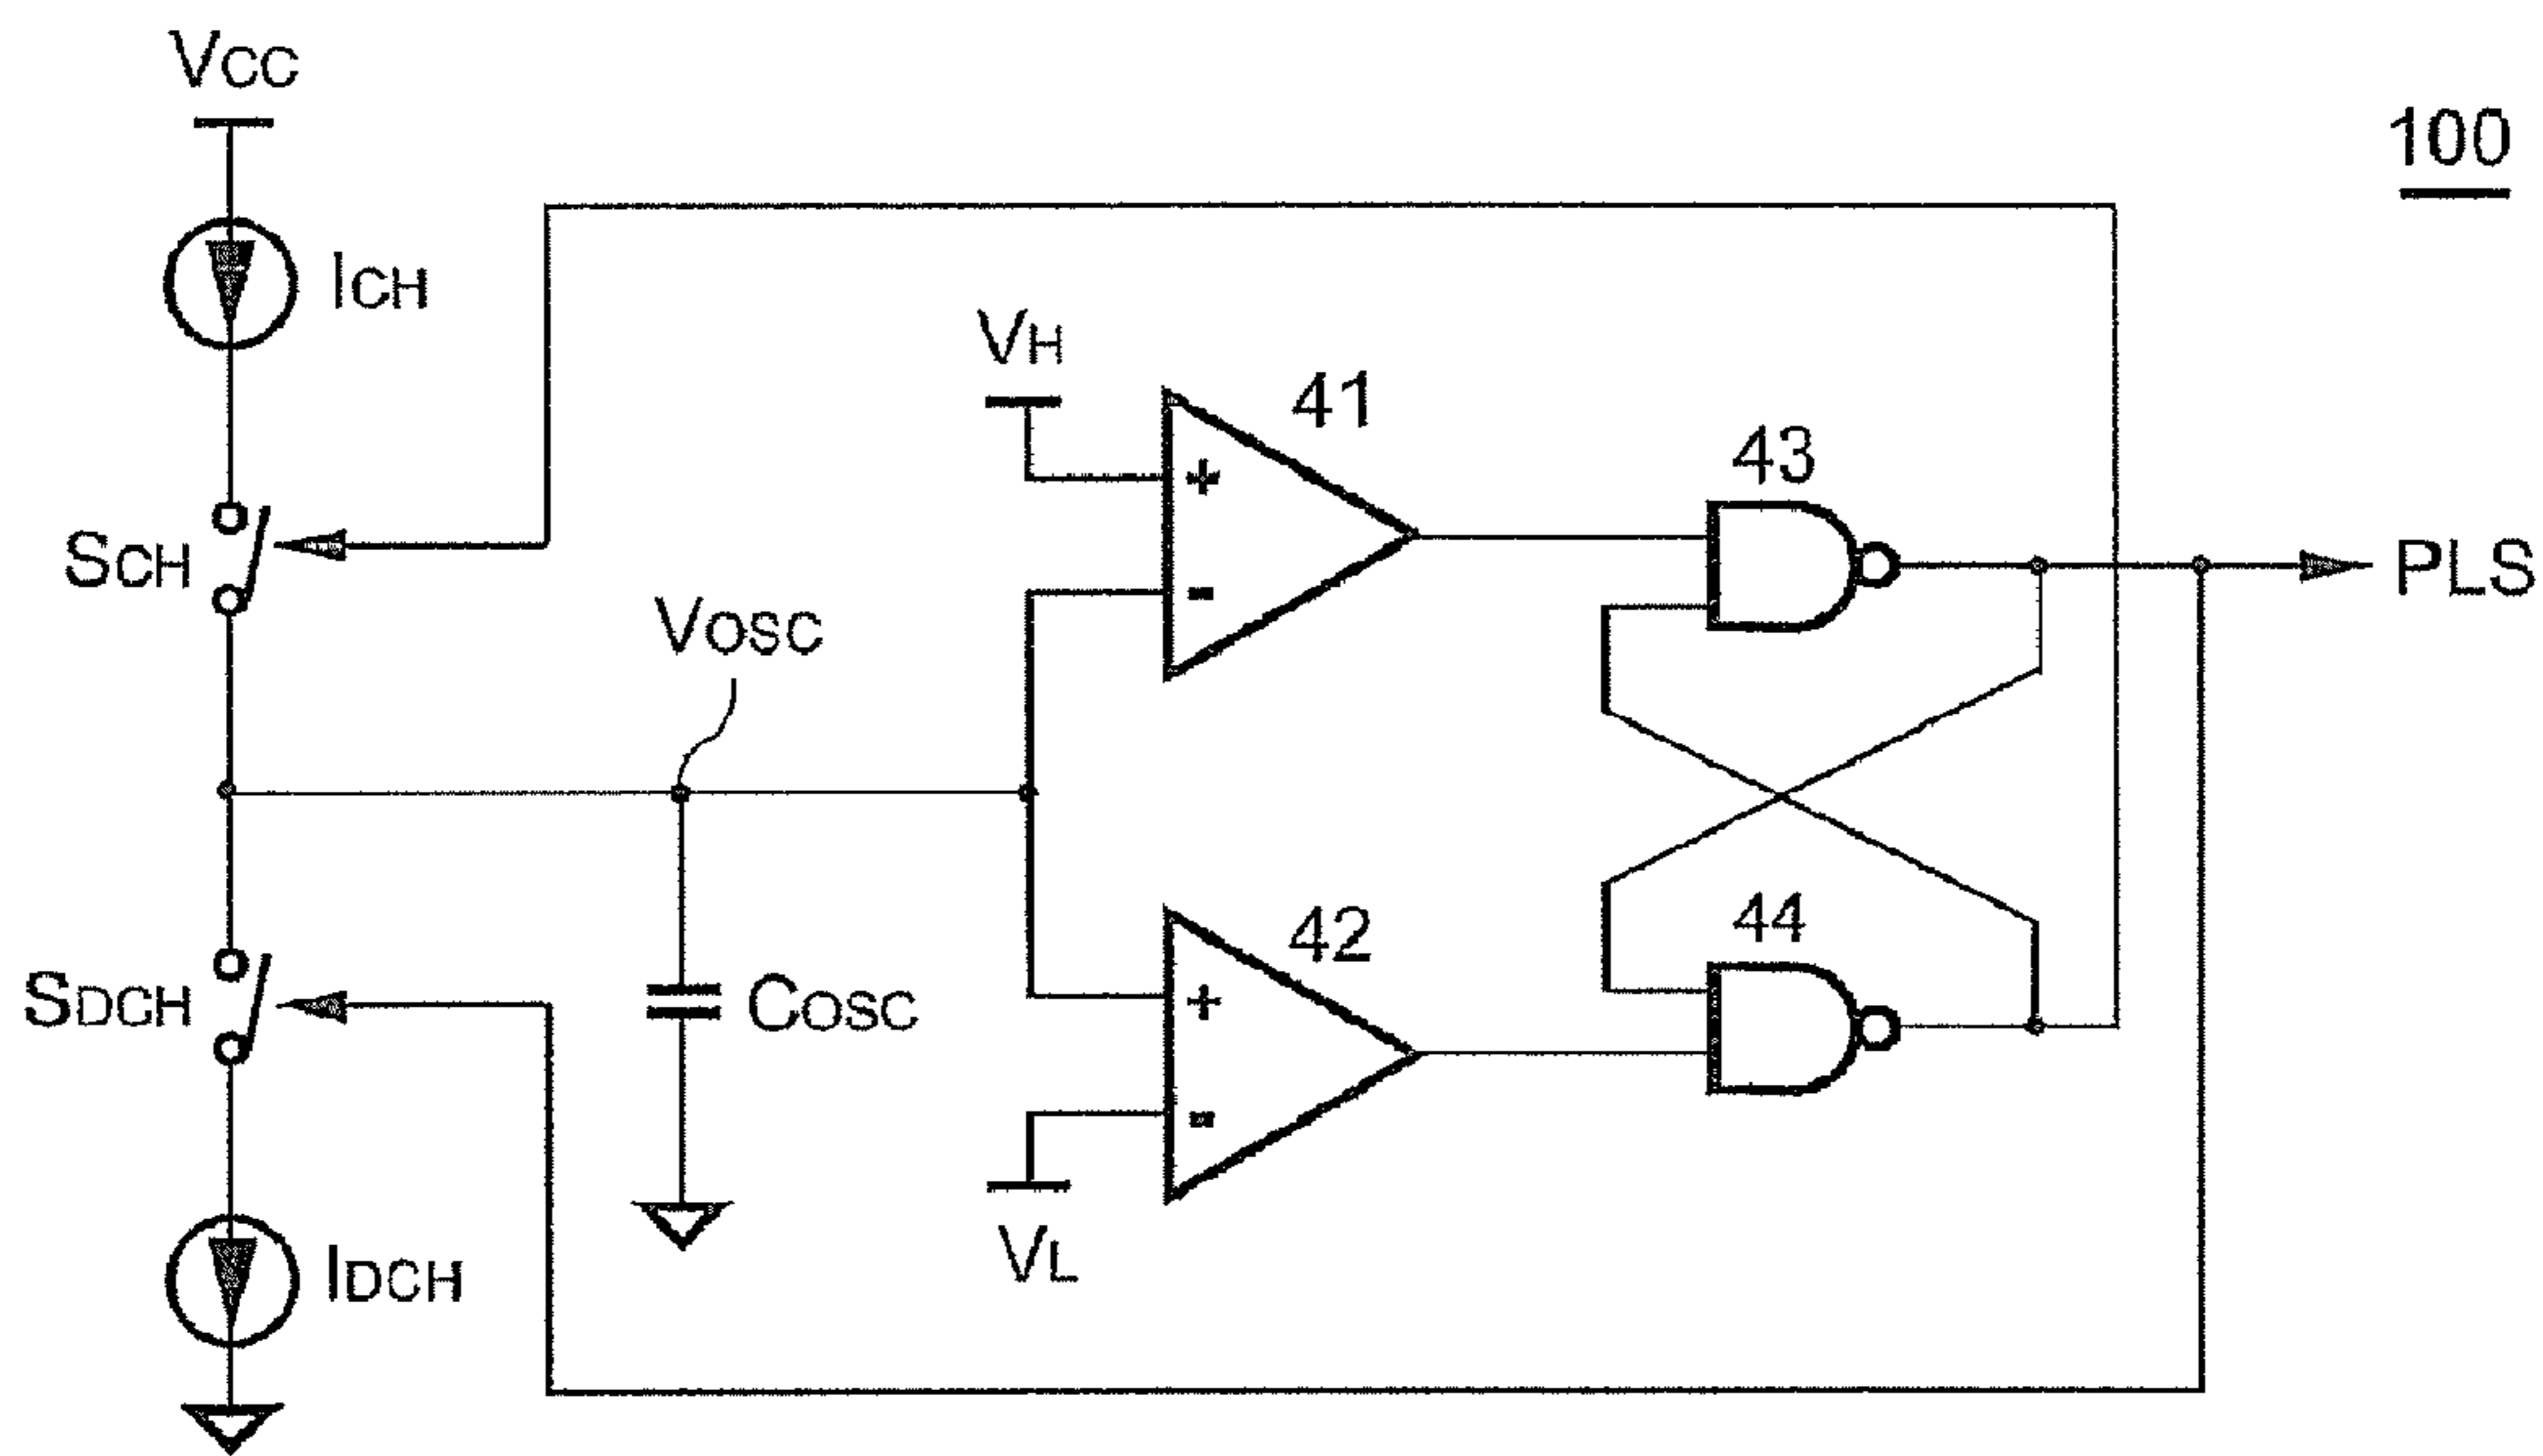 VCC
100
ICH
VH
41
43
SCH
PLS
VOSC
+
-
SDCH
COSC
42
44
+
-
IDCH
VL